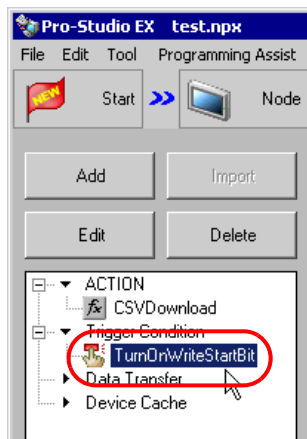 Pro-Studio EX test.npx
File Edit Tool Programming Assist
NEW Start Node
Add Import
Edit Delete
ACTION
fx CSVDownload
Trigger Condition
TurnOnWriteStartBit
Data Transfer
Device Cache